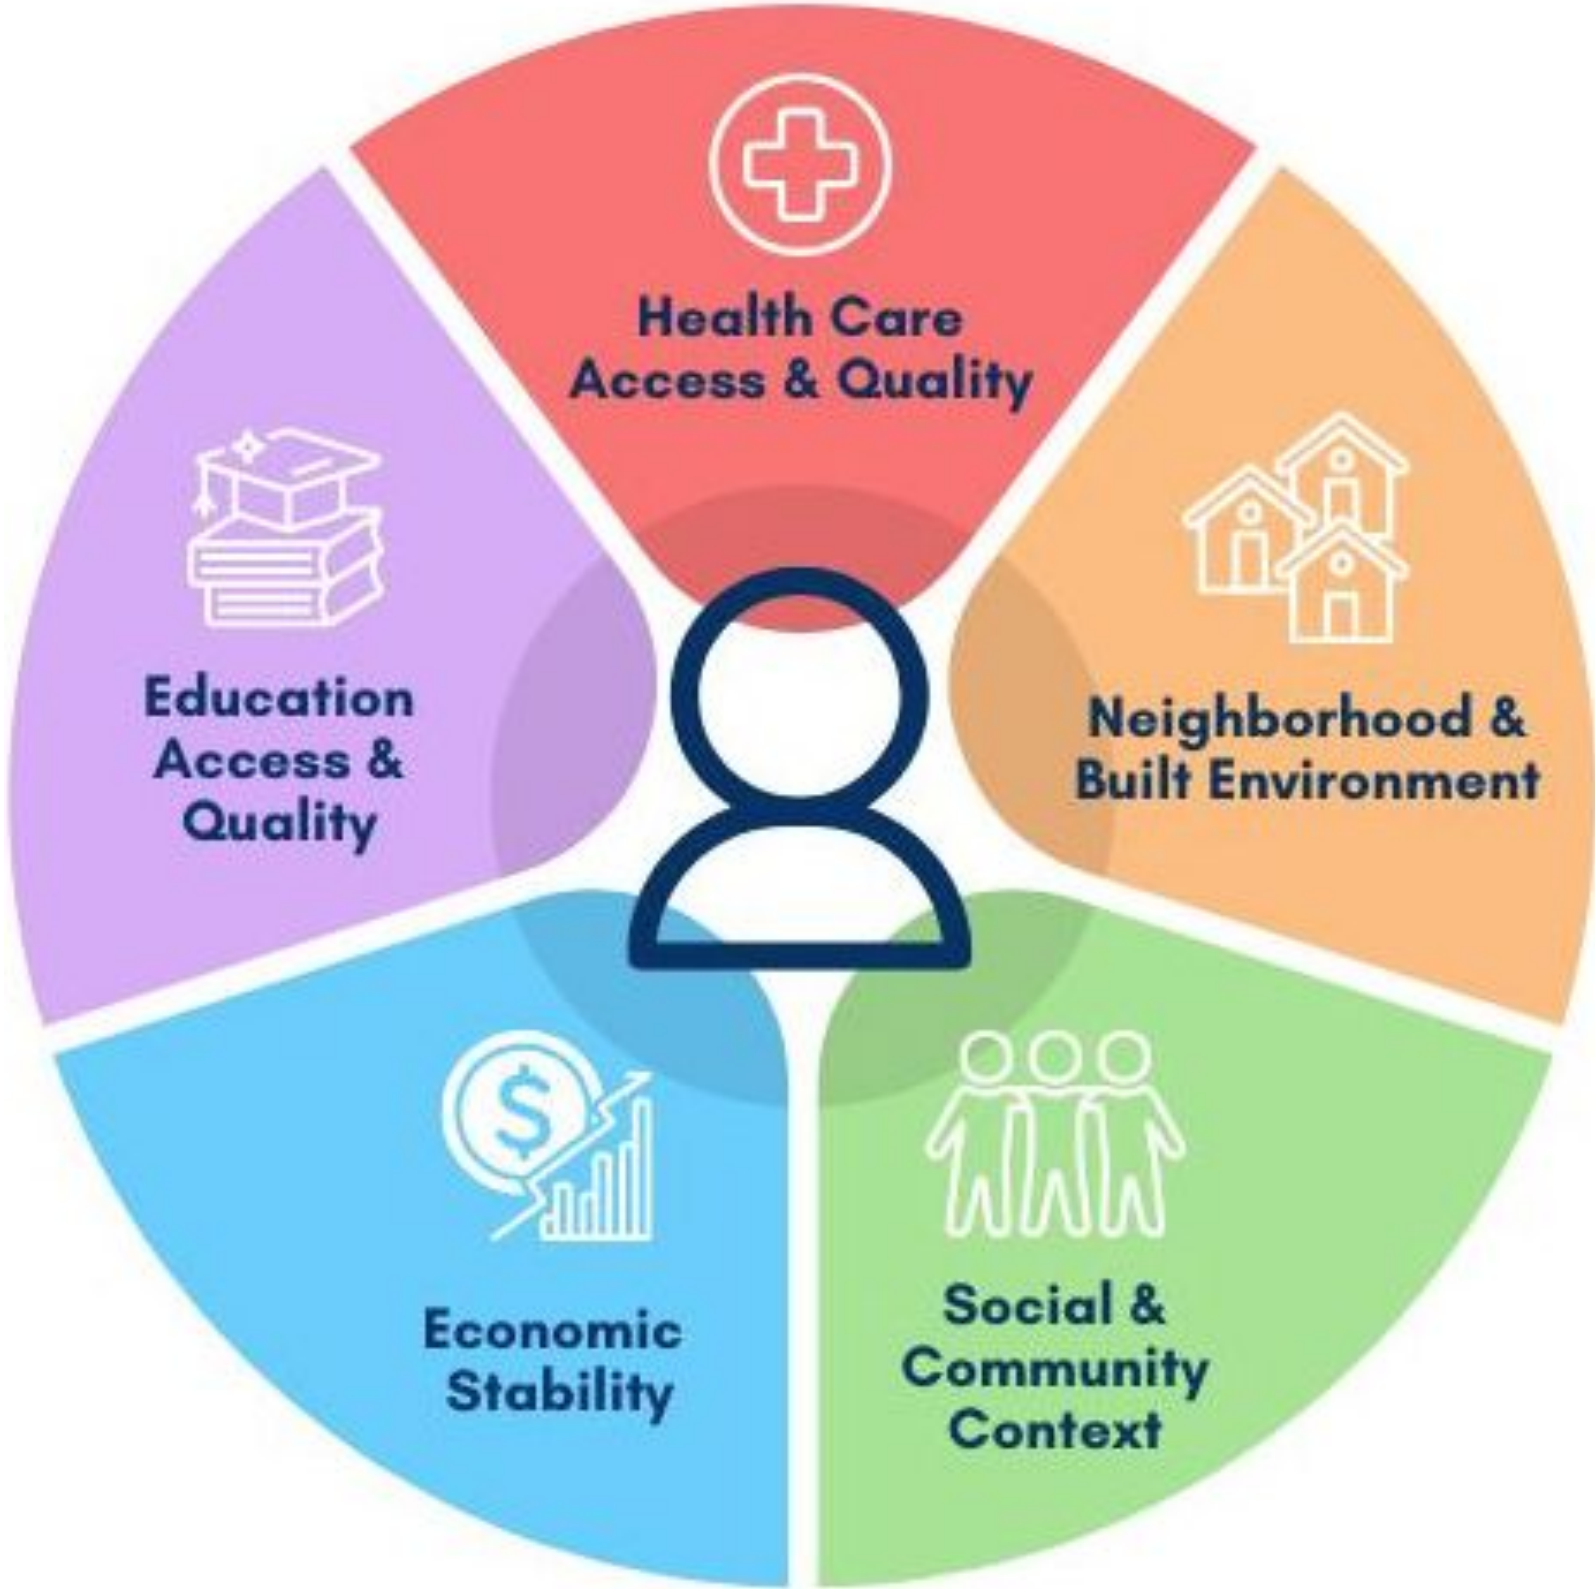 Health Care
Access & Quality
Neighborhood &
Built Environment
Social &
Community
Context
Economic
Stability
Education
Access &
Quality
$